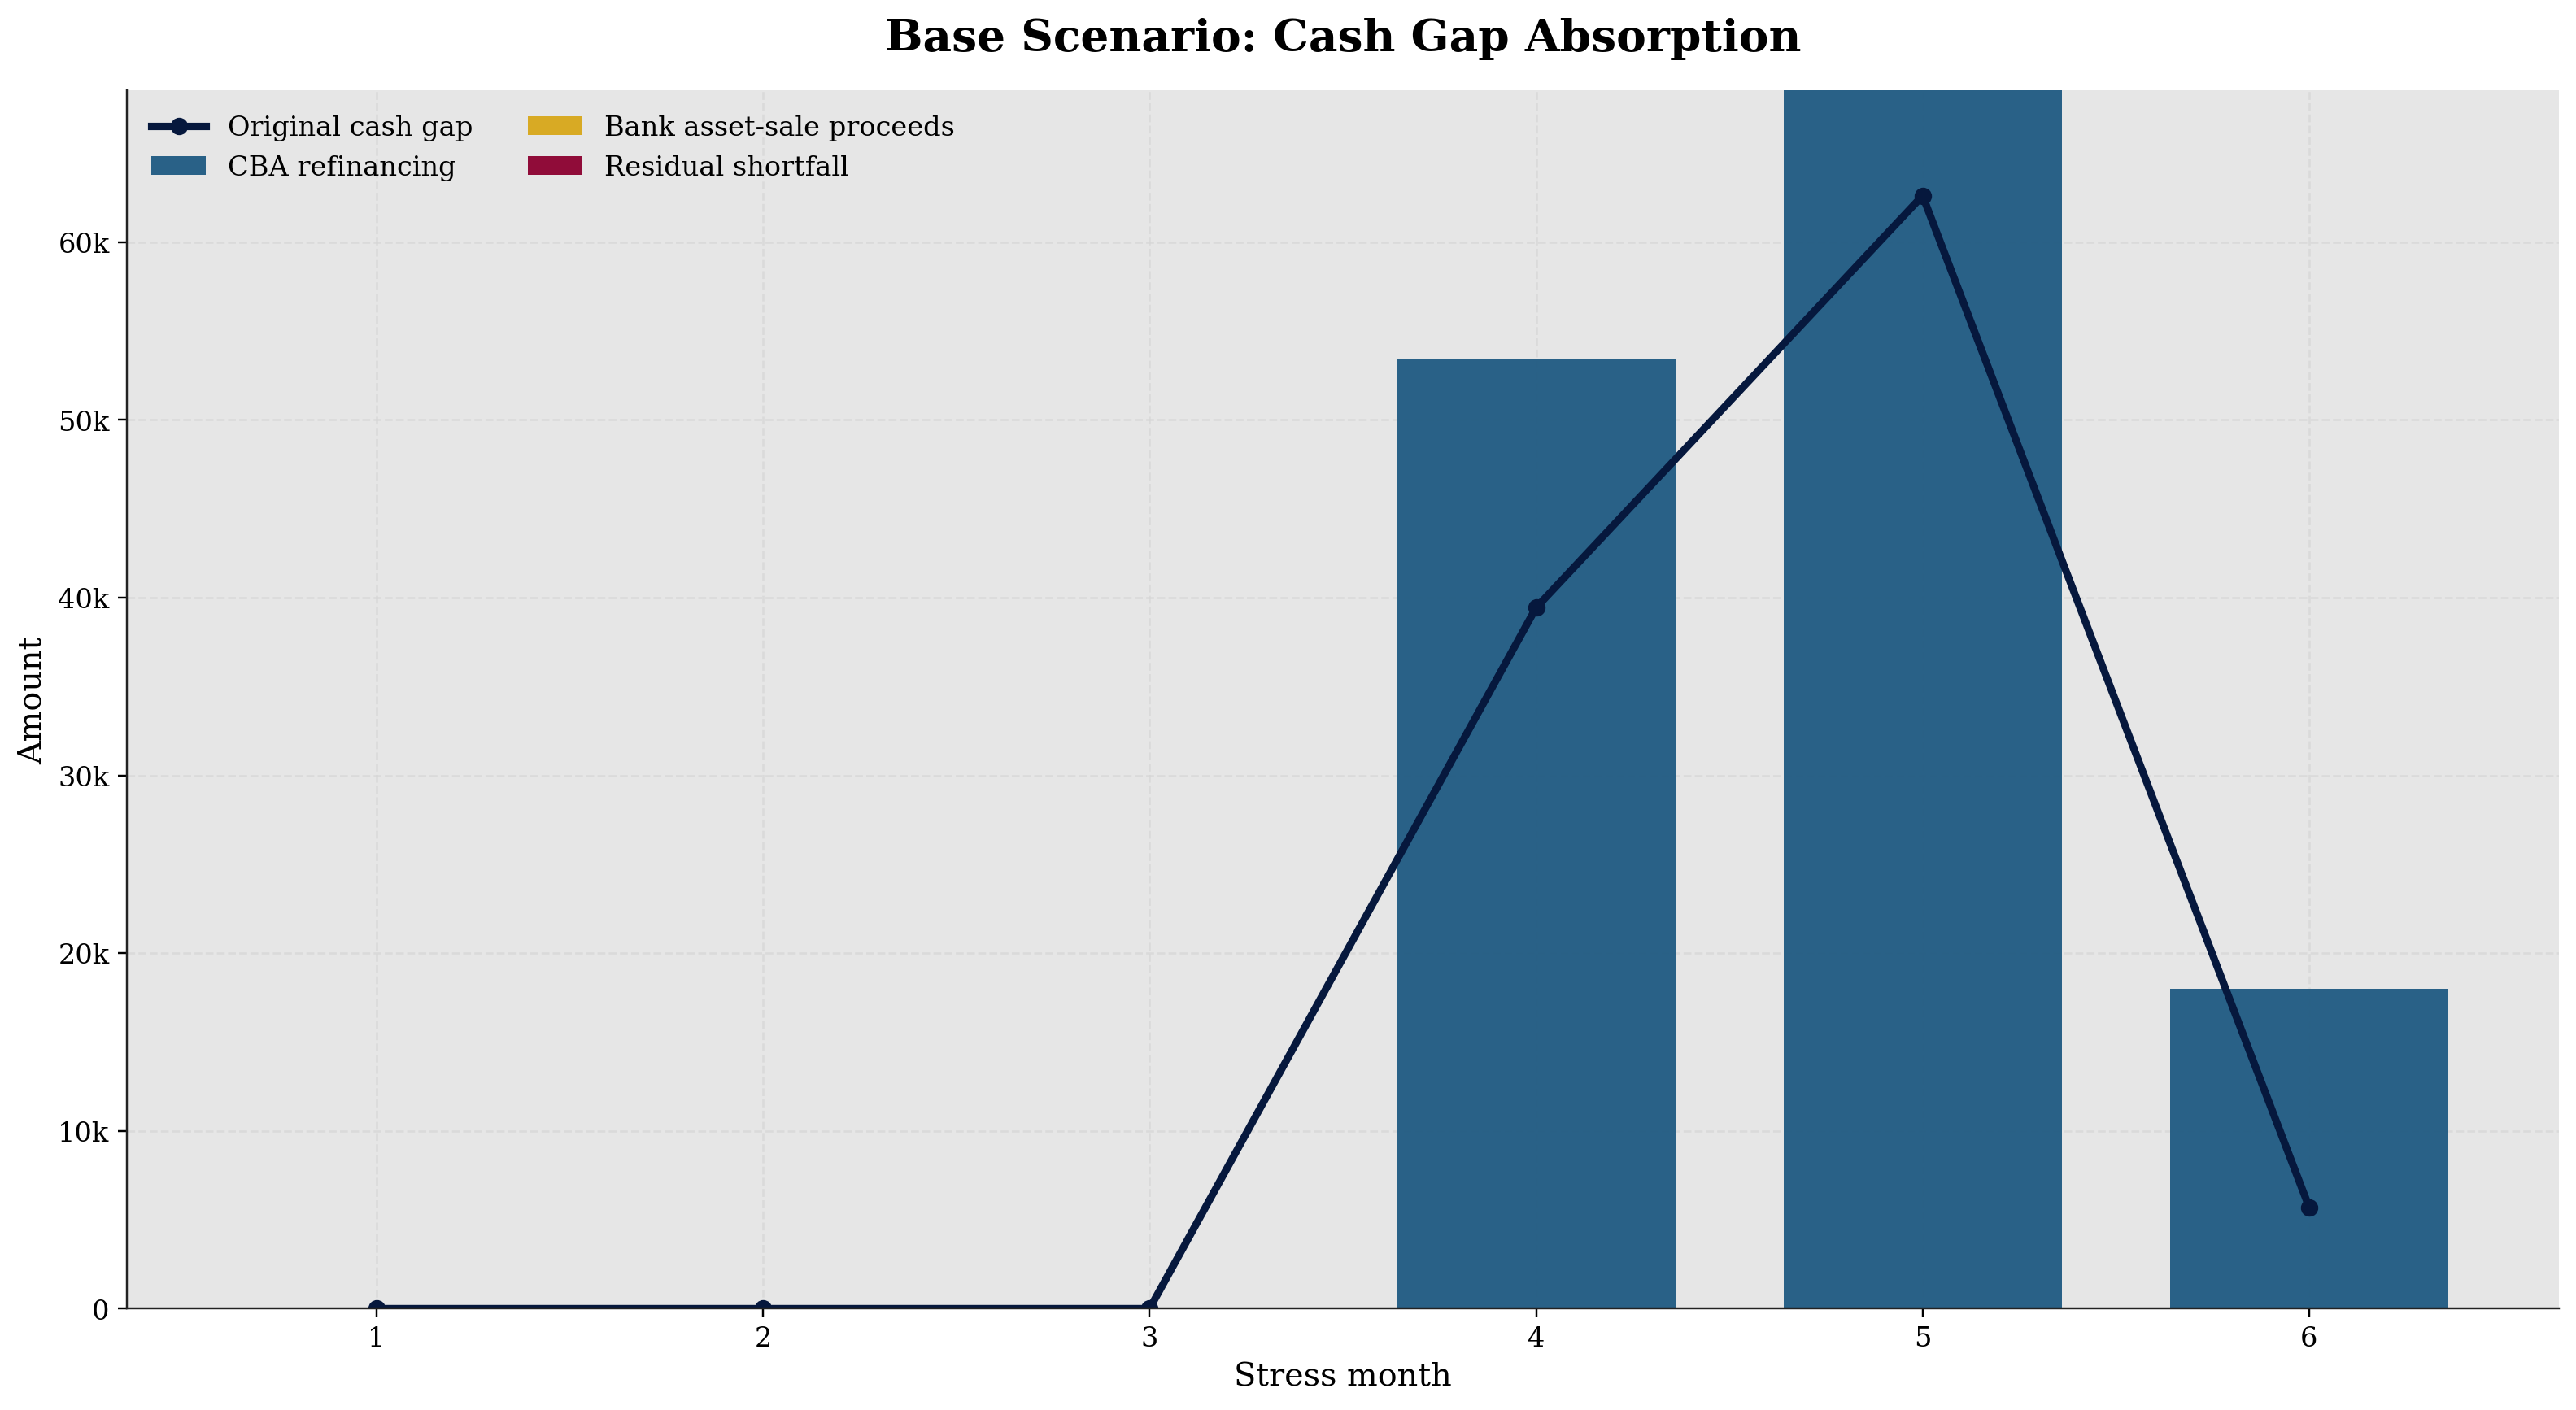 Base Scenario: Cash Gap Absorption
Original cash gap
CBA refinancing
Bank asset-sale proceeds
Residual shortfall
60k
50k
40k
30k
20k
10k
0
Amount
1 2 3 4 5 6
Stress month